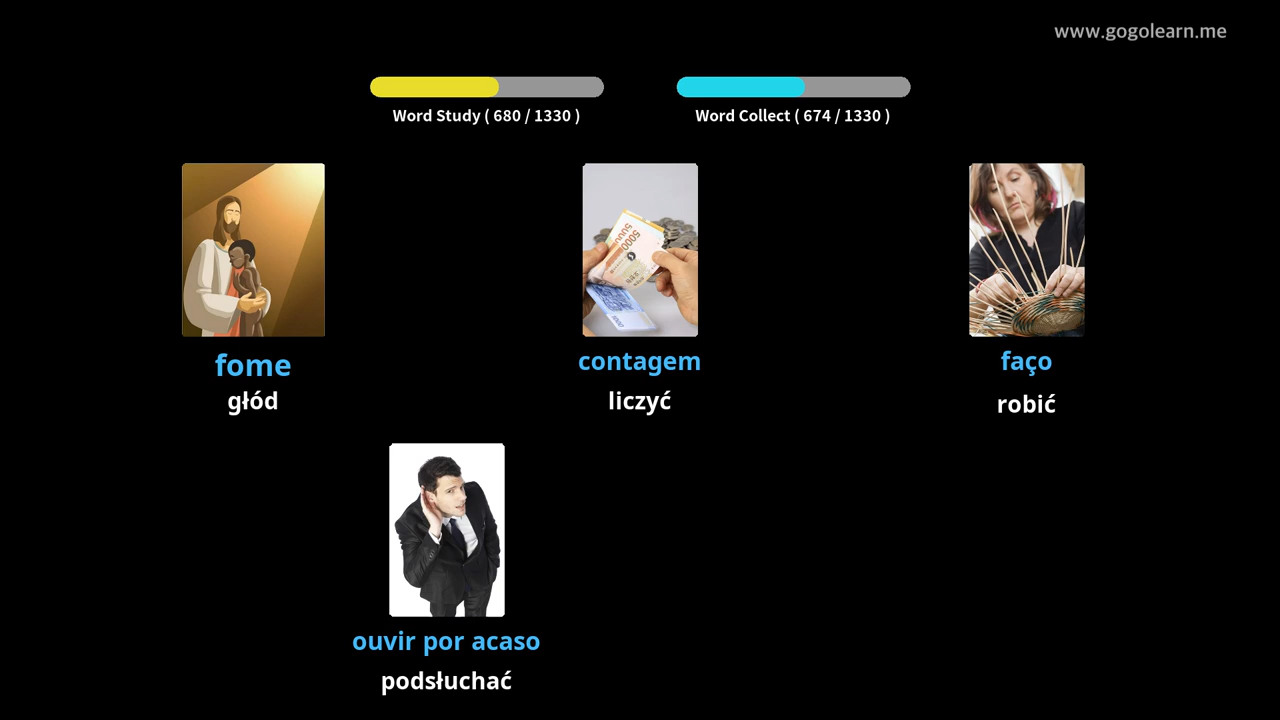 www.gogolearn.me
Word Study ( 680 / 1330 )
Word Collect ( 674 / 1330 )
fome
głód
contagem
liczyć
faço
robić
ouvir por acaso
podsłuchać